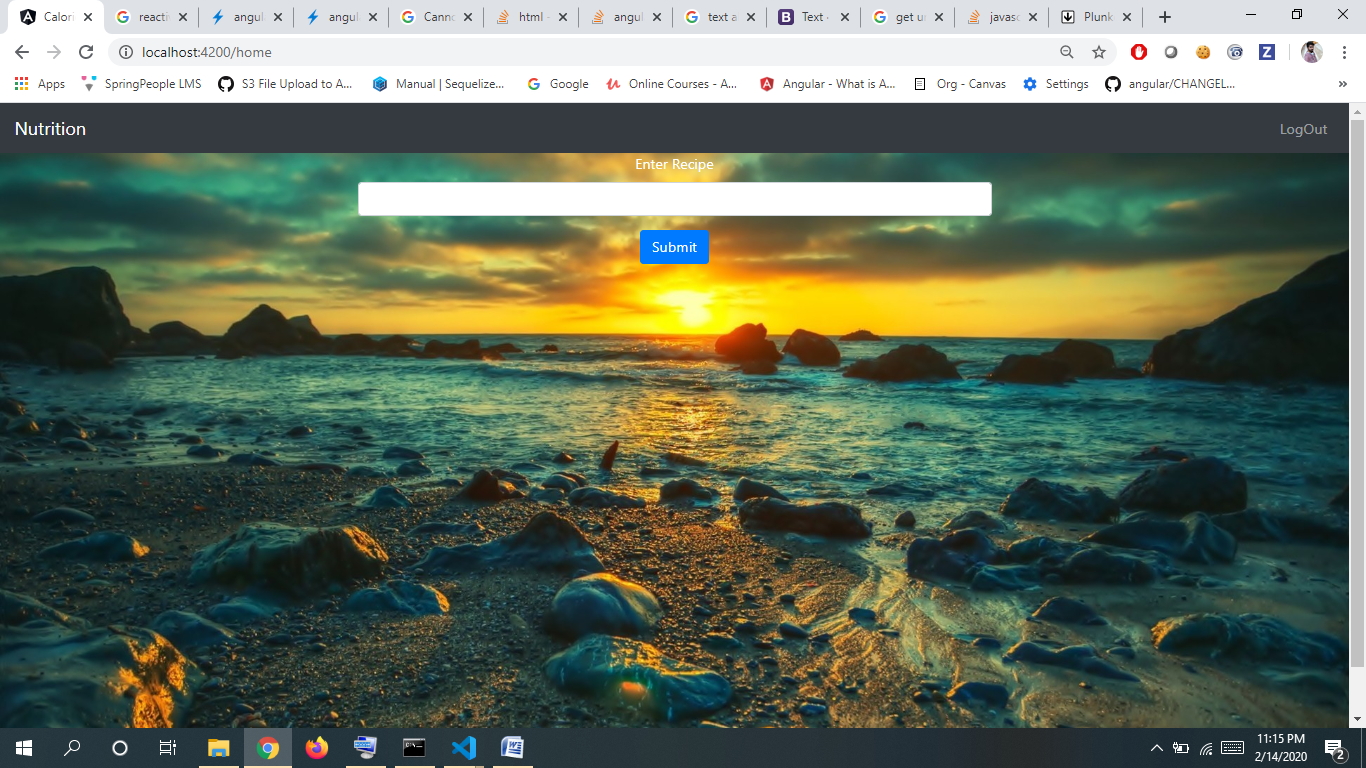 Calori
reactiv
angul
angul
Canno
html -
angul
text a
Text ·
get ur
javasc
Plunk
localhost:4200/home
Apps
SpringPeople LMS
S3 File Upload to A...
Manual | Sequelize...
Google
Online Courses - A...
Angular - What is A...
Org - Canvas
Settings
angular/CHANGEL...
»
Nutrition
LogOut
Enter Recipe
Submit
11:15 PM
2/14/2020
2